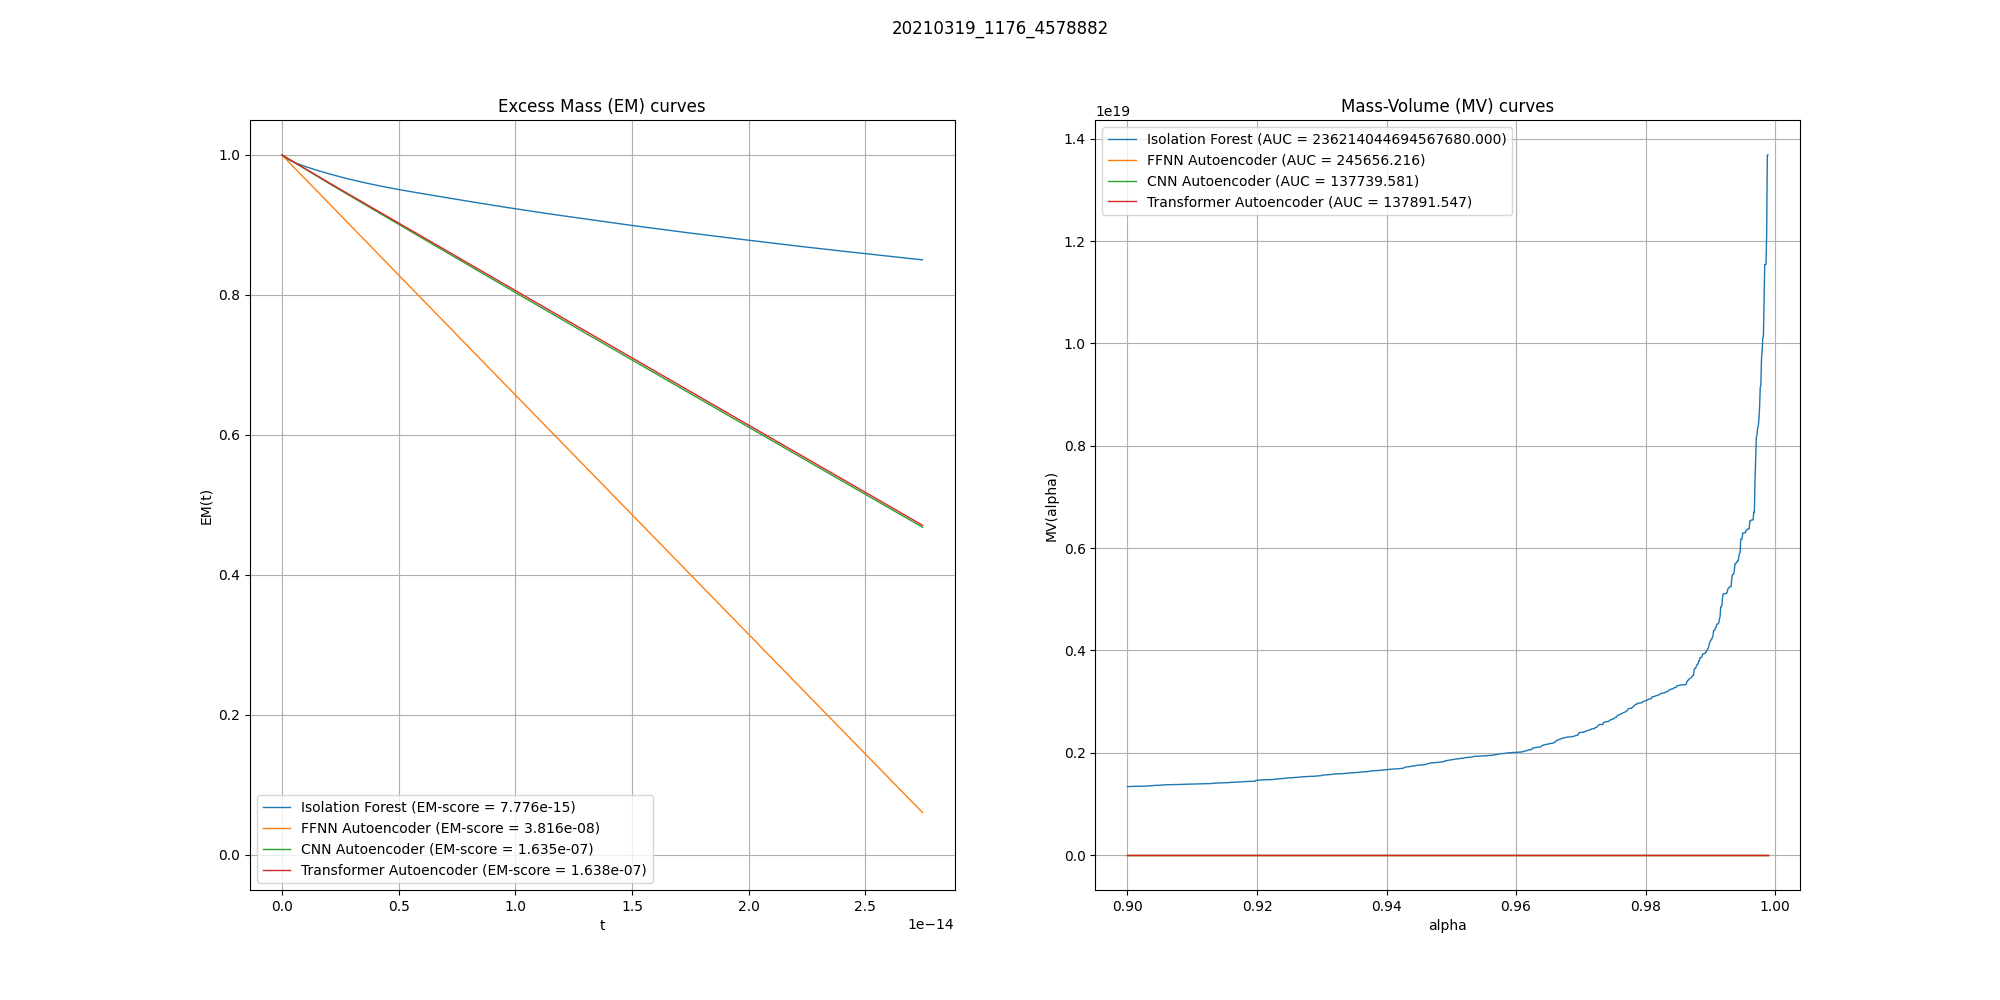 20210319_1176_4578882
Excess Mass (EM) curves
EM(t)
1.0
0.8
0.6
0.4
0.2
0.0
Isolation Forest (EM-score = 7.776e-15)
FFNN Autoencoder (EM-score = 3.816e-08)
CNN Autoencoder (EM-score = 1.635e-07)
Transformer Autoencoder (EM-score = 1.638e-07)
0.0 0.5 1.0 1.5 2.0 2.5
1e−14
t
Mass-Volume (MV) curves
1e19
MV(alpha)
1.4
1.2
1.0
0.8
0.6
0.4
0.2
0.0
Isolation Forest (AUC = 236214044694567680.000)
FFNN Autoencoder (AUC = 245656.216)
CNN Autoencoder (AUC = 137739.581)
Transformer Autoencoder (AUC = 137891.547)
0.90 0.92 0.94 0.96 0.98 1.00
alpha